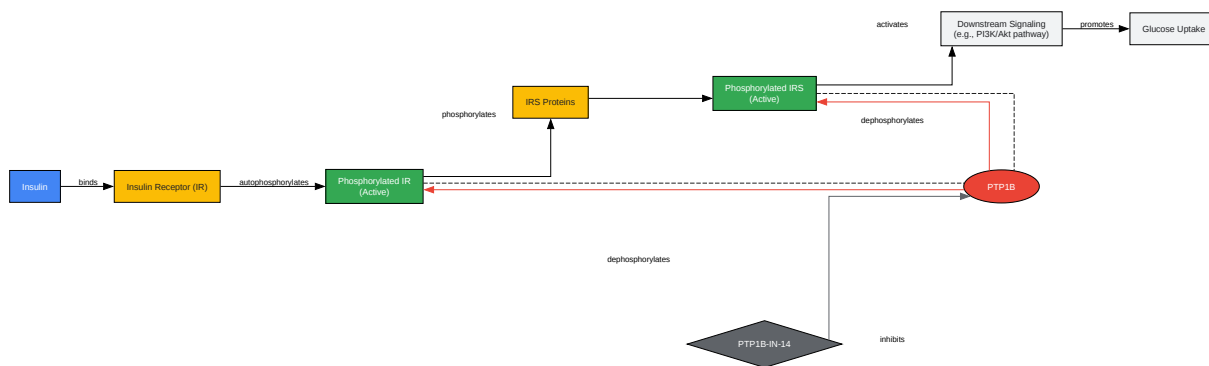 activates
Downstream Signaling
(e.g., PI3K/Akt pathway)
promotes
Glucose Uptake
phosphorylates
IRS Proteins
Phosphorylated IRS
(Active)
dephosphorylates
Insulin
binds
Insulin Receptor (IR)
autophosphorylates
Phosphorylated IR
(Active)
PTP1B
dephosphorylates
PTP1B-IN-14
inhibits